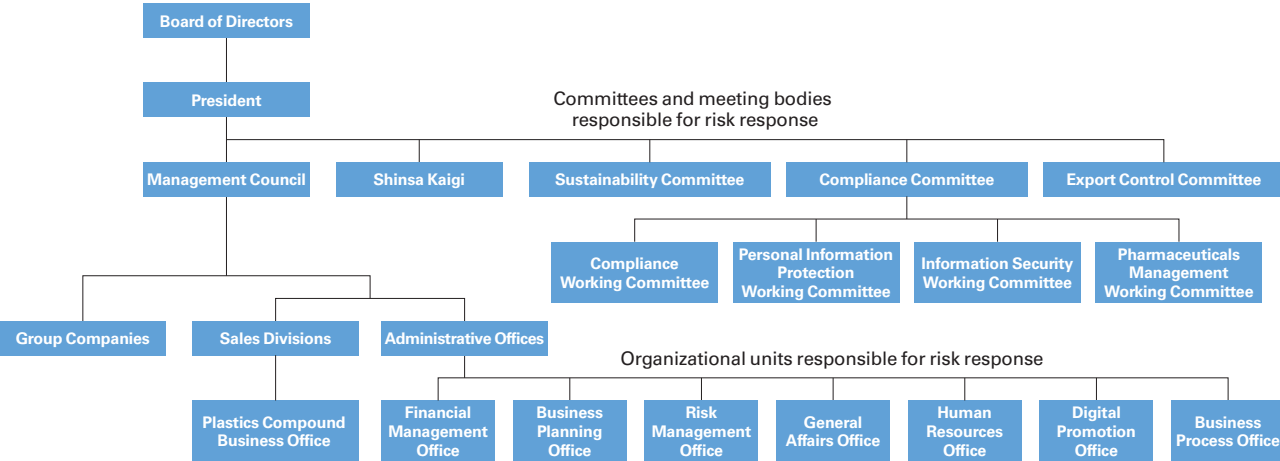 Board of Directors
President
Committees and meeting bodies
responsible for risk response
Management Council
Shinsa Kaigi
Sustainability Committee
Compliance Committee
Export Control Committee
Compliance
Working Committee
Personal Information
Protection
Working Committee
Information Security
Working Committee
Pharmaceuticals
Management
Working Committee
Group Companies
Sales Divisions
Administrative Offices
Organizational units responsible for risk response
Plastics Compound
Business Office
Financial
Management
Office
Business
Planning
Office
Risk
Management
Office
General
Affairs Office
Human
Resources
Office
Digital
Promotion
Office
Business
Process Office